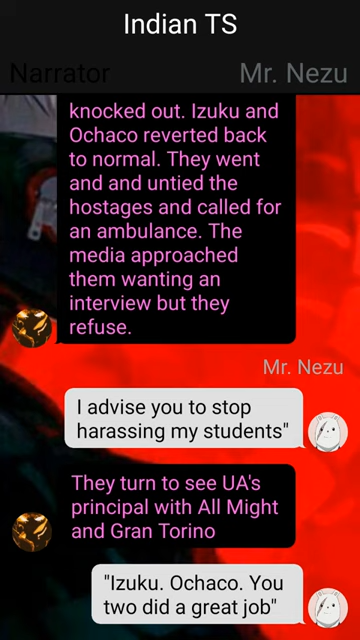 Indian TS
Narrator
Mr. Nezu
knocked out. Izuku and
Ochaco reverted back
to normal. They went
and and untied the
hostages and called for
an ambulance. The
media approached
them wanting an
interview but they
refuse.
Mr. Nezu
I advise you to stop
harassing my students"
They turn to see UA's
principal with All Might
and Gran Torino
"Izuku. Ochaco. You
two did a great job"